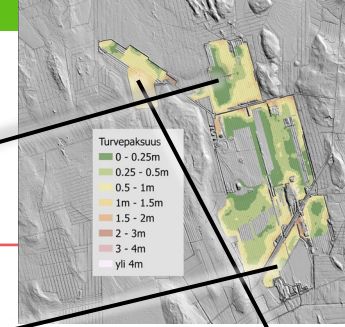 Turvepaksuus
0 - 0.25m
0.25 - 0.5m
0.5 - 1m
1m - 1.5m
1.5 - 2m
2 - 3m
3 - 4m
yli 4m